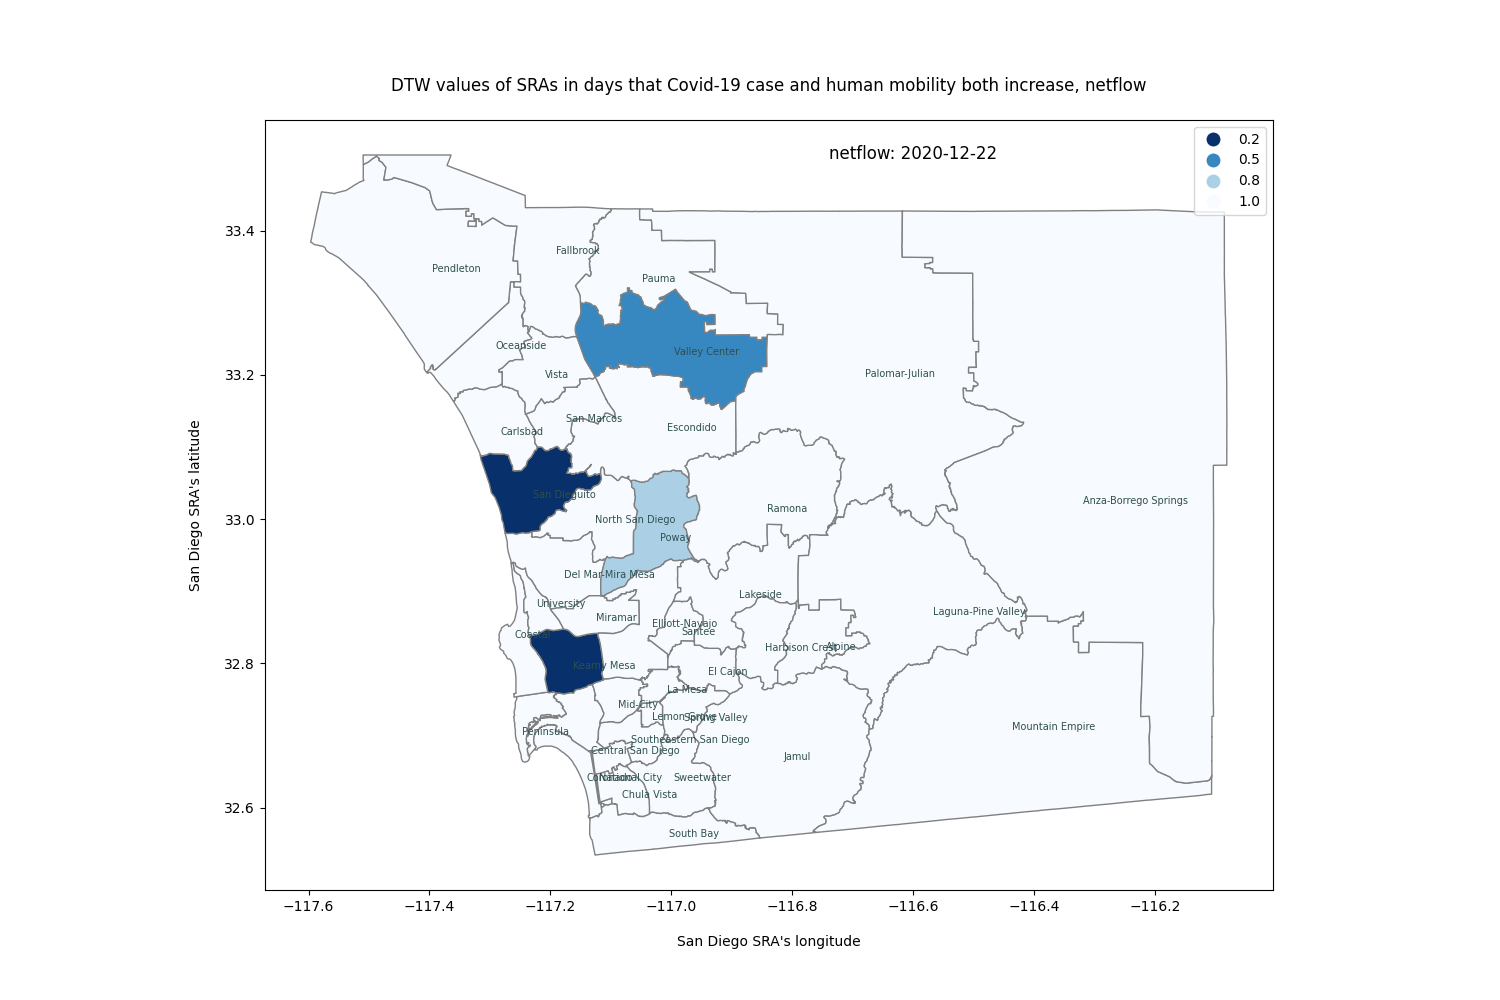 DTW values of SRAs in days that Covid-19 case and human mobility both increase, netflow
netflow: 2020-12-22
0.2
0.5
0.8
1.0
San Diego SRA's latitude
33.4
33.2
33.0
32.8
32.6
Fallbrook
Pendleton
Pauma
Oceanside
Valley Center
Vista
Palomar-Julian
San Marcos
Escondido
Carlsbad
San Dieguito
Anza-Borrego Springs
Ramona
North San Diego
Poway
Del Mar-Mira Mesa
Lakeside
University
Laguna-Pine Valley
Miramar
Elliott-Navajo
Santee
Coastal
Harbison Crest
Alpine
Kearny Mesa
El Cajon
La Mesa
Mid-City
Lemon Grove
Spring Valley
Mountain Empire
Peninsula
Southeastern San Diego
Central San Diego
Jamul
Coronado
National City
Sweetwater
Chula Vista
South Bay
−117.6
−117.4
−117.2
−117.0
−116.8
−116.6
−116.4
−116.2
San Diego SRA's longitude